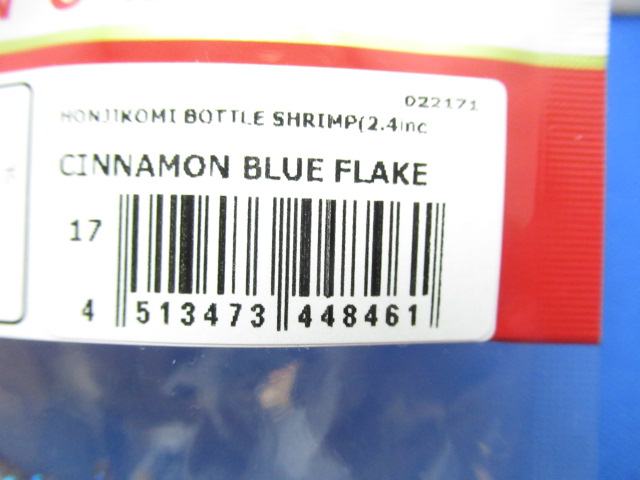 022171
HONJIKOMI BOTTLE SHRIMP(2.4inc
CINNAMON BLUE FLAKE
17
4 513473 448461